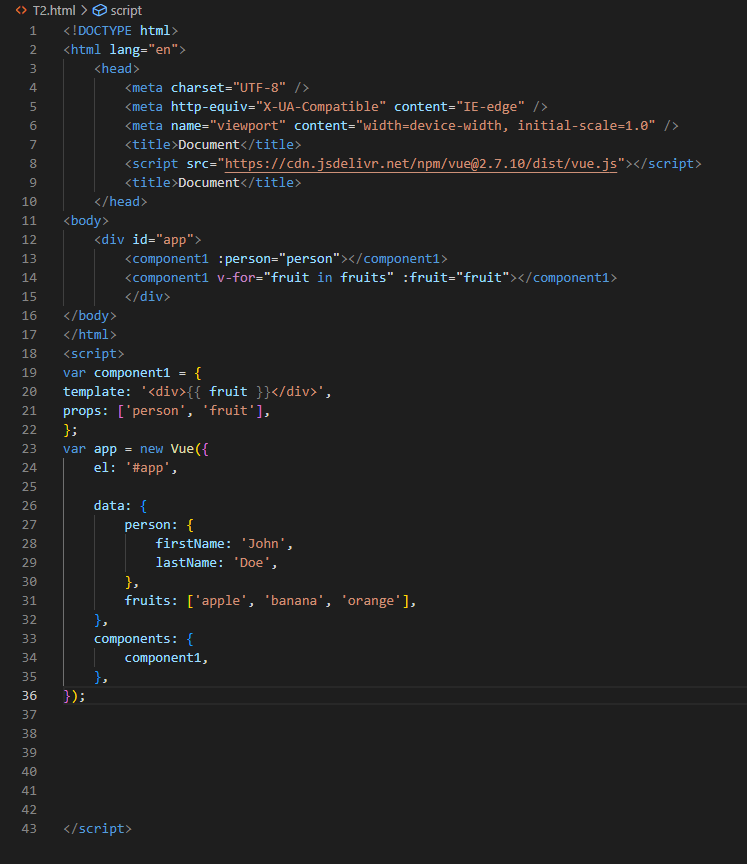 T2.html > script
1 <!DOCTYPE html>
2 <html lang="en">
3     <head>
4         <meta charset="UTF-8" />
5         <meta http-equiv="X-UA-Compatible" content="IE-edge" />
6         <meta name="viewport" content="width=device-width, initial-scale=1.0" />
7         <title>Document</title>
8         <script src="https://cdn.jsdelivr.net/npm/vue@2.7.10/dist/vue.js"></script>
9         <title>Document</title>
10     </head>
11 <body>
12     <div id="app">
13         <component1 :person="person"></component1>
14         <component1 v-for="fruit in fruits" :fruit="fruit"></component1>
15         </div>
16 </body>
17 </html>
18 <script>
19 var component1 = {
20 template: '<div>{{ fruit }}</div>',
21 props: ['person', 'fruit'],
22 };
23 var app = new Vue({
24     el: '#app',
25
26     data: {
27         person: {
28             firstName: 'John',
29             lastName: 'Doe',
30         },
31         fruits: ['apple', 'banana', 'orange'],
32     },
33     components: {
34         component1,
35     },
36 });
37
38
39
40
41
42
43 </script>